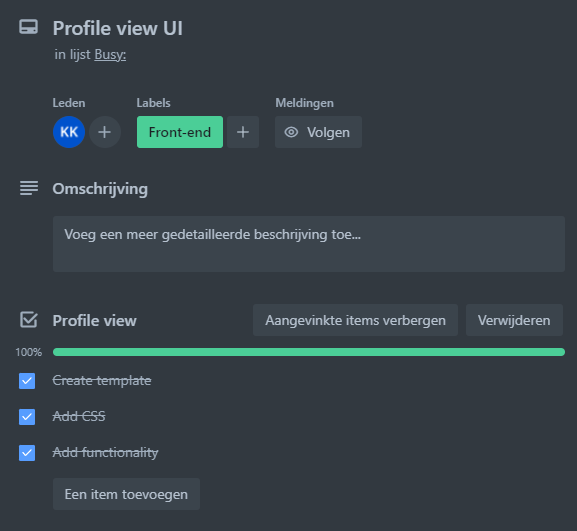 Profile view UI
in lijst Busy:
Leden Labels Meldingen
KK + Front-end + Volgen
Omschrijving
Voeg een meer gedetailleerde beschrijving toe...
Profile view Aangevinkte items verbergen Verwijderen
100%
Create template
Add CSS
Add functionality
Een item toevoegen